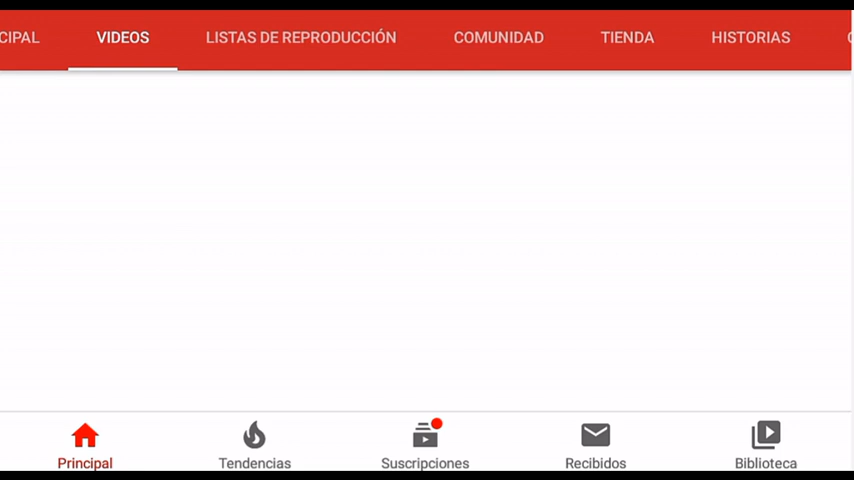 CIPAL VIDEOS LISTAS DE REPRODUCCIÓN COMUNIDAD TIENDA HISTORIAS
Principal Tendencias Suscripciones Recibidos Biblioteca